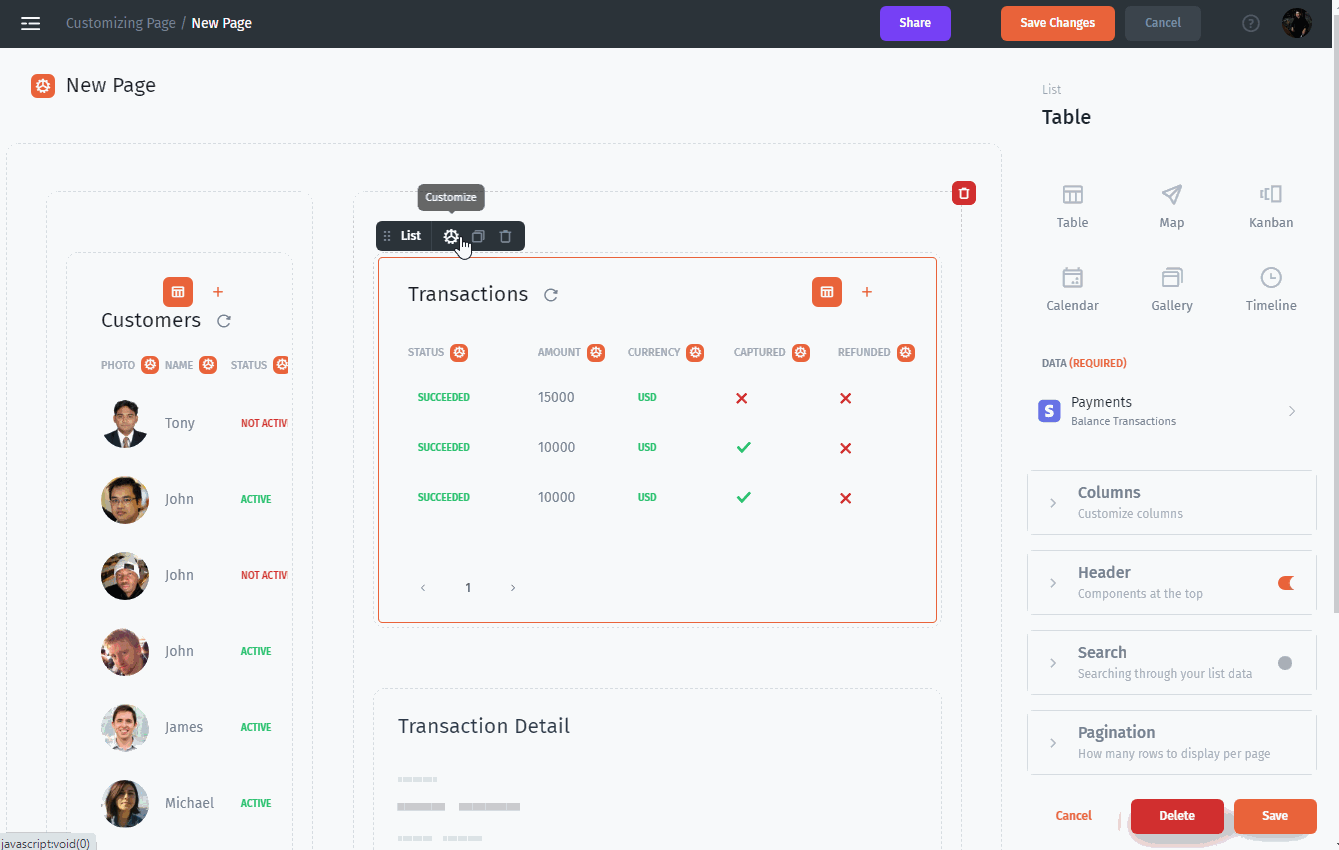 Customizing Page / New Page
Share
Save Changes
Cancel
?
New Page
List
Table
Customize
List
Table
Map
Kanban
Calendar
Gallery
Timeline
Customers
PHOTO NAME STATUS
Tony NOT ACTIV
John ACTIVE
John NOT ACTIV
John ACTIVE
James ACTIVE
Michael ACTIVE
Transactions
STATUS AMOUNT CURRENCY CAPTURED REFUNDED
SUCCEEDED 15000 USD
SUCCEEDED 10000 USD
SUCCEEDED 10000 USD
1
Transaction Detail
DATA (REQUIRED)
S
Payments
Balance Transactions
Columns
Customize columns
Header
Components at the top
Search
Searching through your list data
Pagination
How many rows to display per page
Cancel
Delete
Save
javascript:void(0)